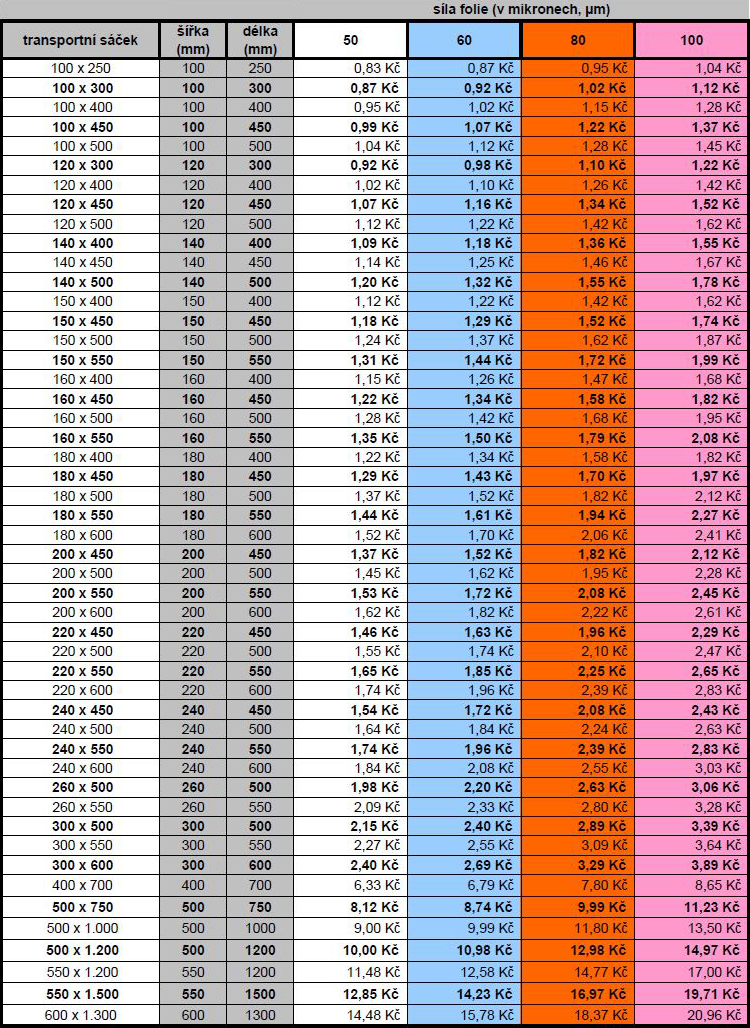 síla folie (v mikronech, µm)
transportní sáček šířka (mm) délka (mm) 50 60 80 100
100 x 250 100 250 0,83 Kč 0,87 Kč 0,95 Kč 1,04 Kč
100 x 300 100 300 0,87 Kč 0,92 Kč 1,02 Kč 1,12 Kč
100 x 400 100 400 0,95 Kč 1,02 Kč 1,15 Kč 1,28 Kč
100 x 450 100 450 0,99 Kč 1,07 Kč 1,22 Kč 1,37 Kč
100 x 500 100 500 1,04 Kč 1,12 Kč 1,28 Kč 1,45 Kč
120 x 300 120 300 0,92 Kč 0,98 Kč 1,10 Kč 1,22 Kč
120 x 400 120 400 1,02 Kč 1,10 Kč 1,26 Kč 1,42 Kč
120 x 450 120 450 1,07 Kč 1,16 Kč 1,34 Kč 1,52 Kč
120 x 500 120 500 1,12 Kč 1,22 Kč 1,42 Kč 1,62 Kč
140 x 400 140 400 1,09 Kč 1,18 Kč 1,36 Kč 1,55 Kč
140 x 450 140 450 1,14 Kč 1,25 Kč 1,46 Kč 1,67 Kč
140 x 500 140 500 1,20 Kč 1,32 Kč 1,55 Kč 1,78 Kč
150 x 400 150 400 1,12 Kč 1,22 Kč 1,42 Kč 1,62 Kč
150 x 450 150 450 1,18 Kč 1,29 Kč 1,52 Kč 1,74 Kč
150 x 500 150 500 1,24 Kč 1,37 Kč 1,62 Kč 1,87 Kč
150 x 550 150 550 1,31 Kč 1,44 Kč 1,72 Kč 1,99 Kč
160 x 400 160 400 1,15 Kč 1,26 Kč 1,47 Kč 1,68 Kč
160 x 450 160 450 1,22 Kč 1,34 Kč 1,58 Kč 1,82 Kč
160 x 500 160 500 1,28 Kč 1,42 Kč 1,68 Kč 1,95 Kč
160 x 550 160 550 1,35 Kč 1,50 Kč 1,79 Kč 2,08 Kč
180 x 400 180 400 1,22 Kč 1,34 Kč 1,58 Kč 1,82 Kč
180 x 450 180 450 1,29 Kč 1,43 Kč 1,70 Kč 1,97 Kč
180 x 500 180 500 1,37 Kč 1,52 Kč 1,82 Kč 2,12 Kč
180 x 550 180 550 1,44 Kč 1,61 Kč 1,94 Kč 2,27 Kč
180 x 600 180 600 1,52 Kč 1,70 Kč 2,06 Kč 2,41 Kč
200 x 450 200 450 1,37 Kč 1,52 Kč 1,82 Kč 2,12 Kč
200 x 500 200 500 1,45 Kč 1,62 Kč 1,95 Kč 2,28 Kč
200 x 550 200 550 1,53 Kč 1,72 Kč 2,08 Kč 2,45 Kč
200 x 600 200 600 1,62 Kč 1,82 Kč 2,22 Kč 2,61 Kč
220 x 450 220 450 1,46 Kč 1,63 Kč 1,96 Kč 2,29 Kč
220 x 500 220 500 1,55 Kč 1,74 Kč 2,10 Kč 2,47 Kč
220 x 550 220 550 1,65 Kč 1,85 Kč 2,25 Kč 2,65 Kč
220 x 600 220 600 1,74 Kč 1,96 Kč 2,39 Kč 2,83 Kč
240 x 450 240 450 1,54 Kč 1,72 Kč 2,08 Kč 2,43 Kč
240 x 500 240 500 1,64 Kč 1,84 Kč 2,24 Kč 2,63 Kč
240 x 550 240 550 1,74 Kč 1,96 Kč 2,39 Kč 2,83 Kč
240 x 600 240 600 1,84 Kč 2,08 Kč 2,55 Kč 3,03 Kč
260 x 500 260 500 1,98 Kč 2,20 Kč 2,63 Kč 3,06 Kč
260 x 550 260 550 2,09 Kč 2,33 Kč 2,80 Kč 3,28 Kč
300 x 500 300 500 2,15 Kč 2,40 Kč 2,89 Kč 3,39 Kč
300 x 550 300 550 2,27 Kč 2,55 Kč 3,09 Kč 3,64 Kč
300 x 600 300 600 2,40 Kč 2,69 Kč 3,29 Kč 3,89 Kč
400 x 700 400 700 6,33 Kč 6,79 Kč 7,80 Kč 8,65 Kč
500 x 750 500 750 8,12 Kč 8,74 Kč 9,99 Kč 11,23 Kč
500 x 1.000 500 1000 9,00 Kč 9,99 Kč 11,80 Kč 13,50 Kč
500 x 1.200 500 1200 10,00 Kč 10,98 Kč 12,98 Kč 14,97 Kč
550 x 1.200 550 1200 11,48 Kč 12,58 Kč 14,77 Kč 17,00 Kč
550 x 1.500 550 1500 12,85 Kč 14,23 Kč 16,97 Kč 19,71 Kč
600 x 1.300 600 1300 14,48 Kč 15,78 Kč 18,37 Kč 20,96 Kč